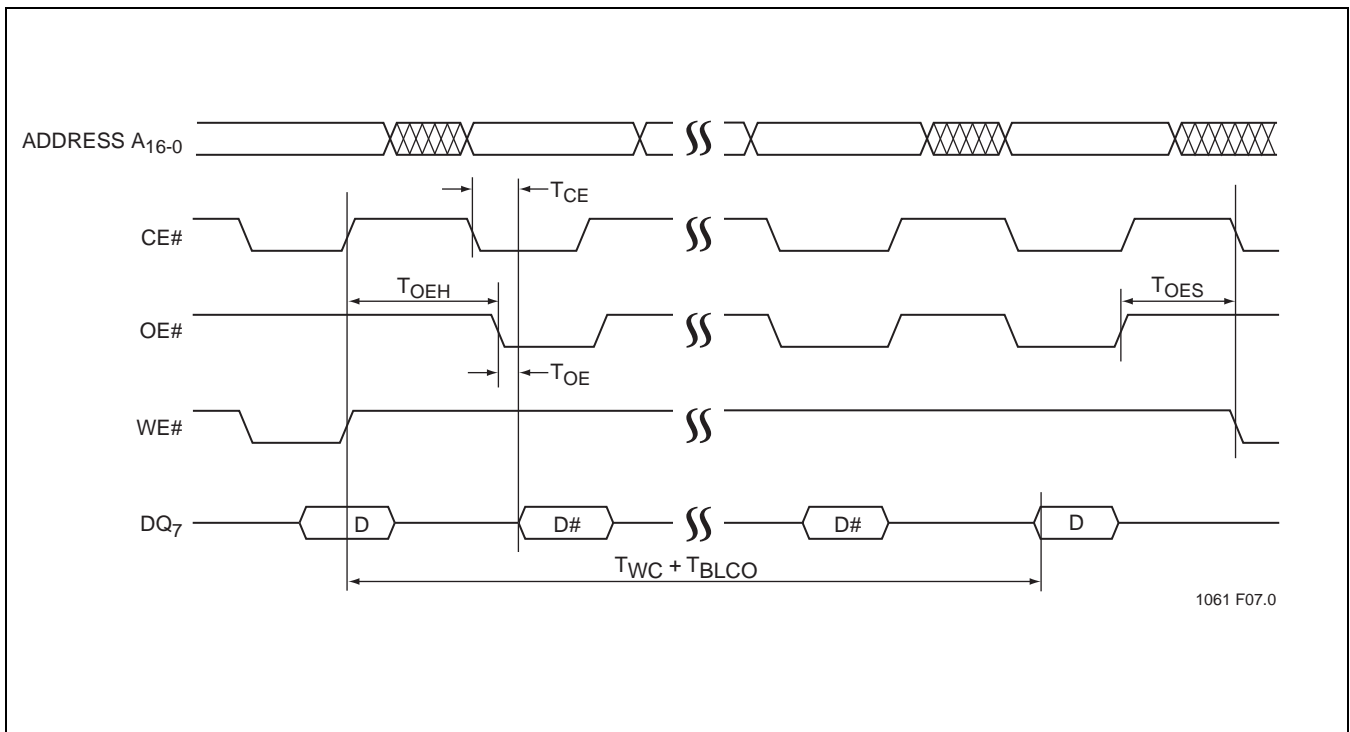 ADDRESS A16-0
TCE
CE#
TOEH
TOES
OE#
TOE
WE#
DQ7
D
D#
D#
D
TWC + TBLCO
1061 F07.0